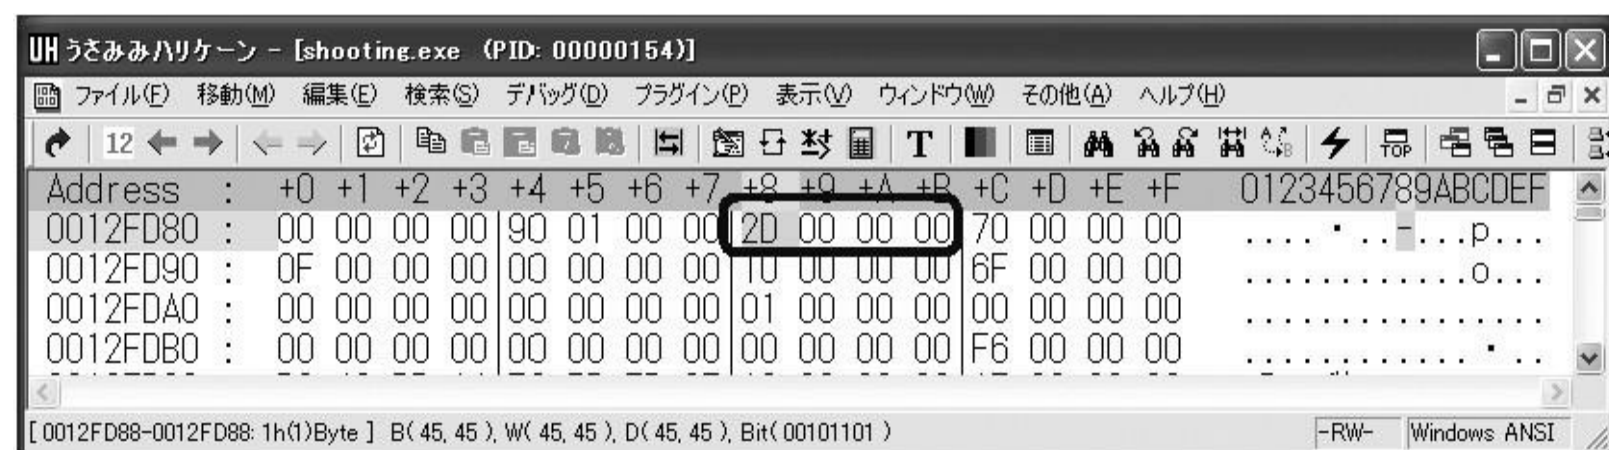 UH うさみみハリケーン - [shooting.exe （PID: 00000154)]
ファイル(F) 移動(M) 編集(E) 検索(S) デバッグ(D) プラグイン(P) 表示(V) ウィンドウ(W) その他(A) ヘルプ(H)
12 T TOP
Address : +0 +1 +2 +3 +4 +5 +6 +7 +8 +9 +A +B +C +D +E +F 0123456789ABCDEF
0012FD80 : 00 00 00 00 90 01 00 00 2D 00 00 00 70 00 00 00 .... ・..-...p...
0012FD90 : 0F 00 00 00 00 00 00 00 10 00 00 00 6F 00 00 00 ............o...
0012FDA0 : 00 00 00 00 00 00 00 00 01 00 00 00 00 00 00 00 ................
0012FDB0 : 00 00 00 00 00 00 00 00 00 00 00 00 F6 00 00 00 ............ ・..
[ 0012FD88-0012FD88: 1h(1)Byte ] B( 45, 45 ), W( 45, 45 ), D( 45, 45 ), Bit( 00101101 ) -RW- Windows ANSI